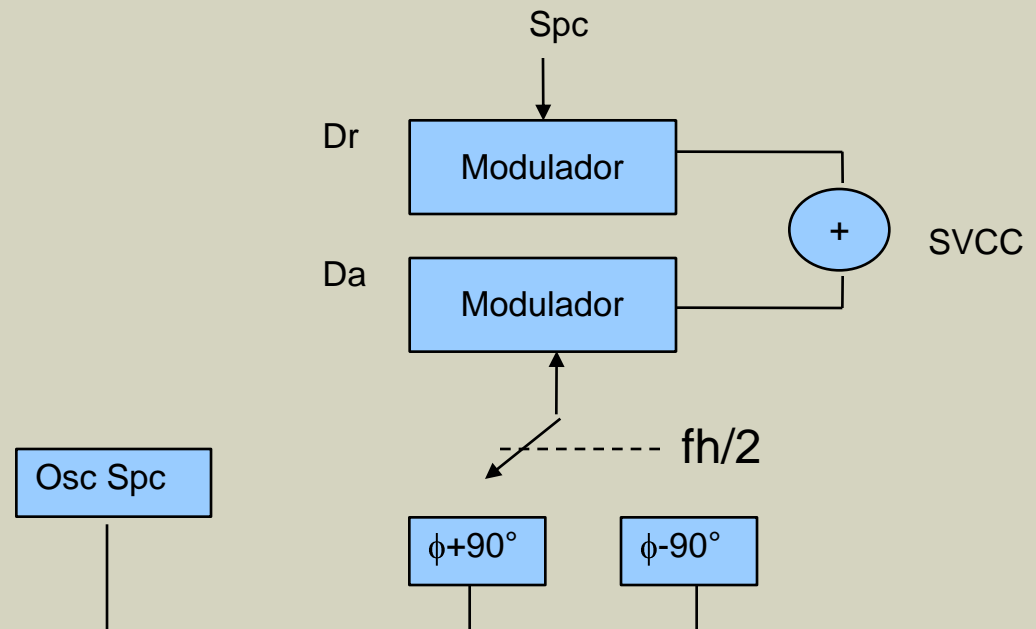 Spc
Dr
Modulador
+
SVCC
Da
Modulador
fh/2
Osc Spc
ϕ+90°
ϕ-90°